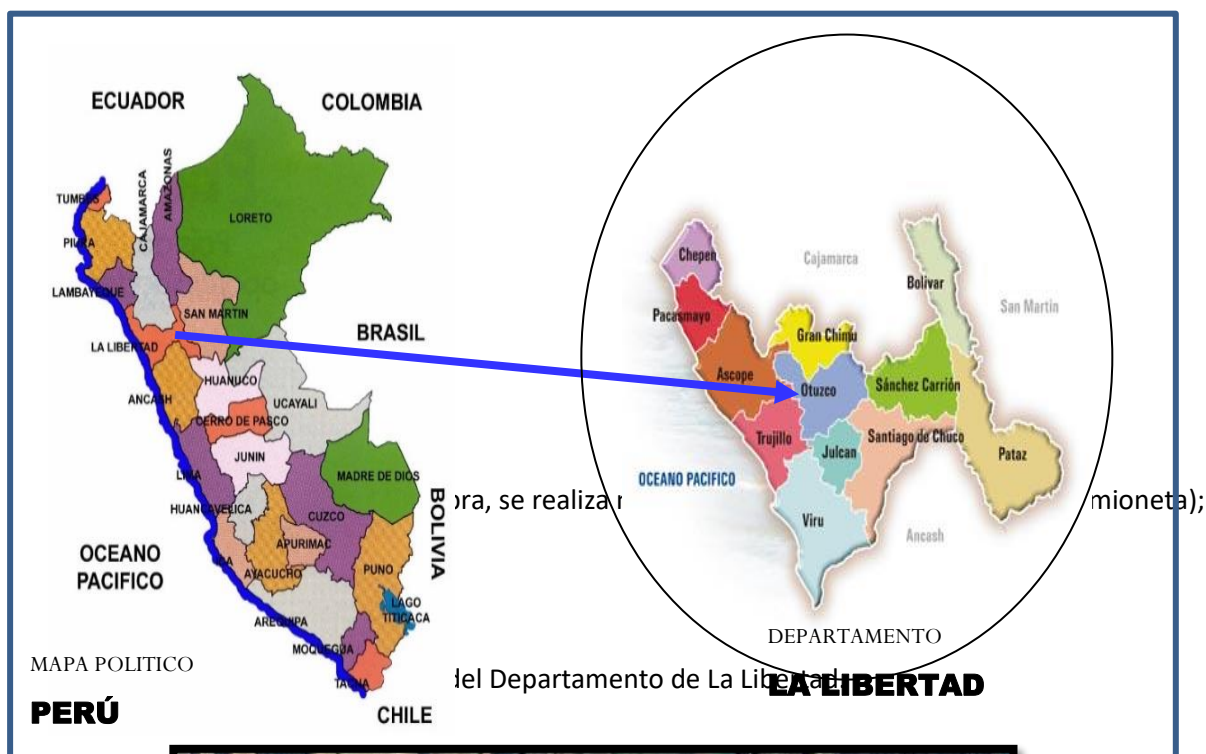 ECUADOR
COLOMBIA
TUMBES
PIURA
LAMBAYEQUE
CAJAMARCA
AMAZONAS
LORETO
SAN MARTIN
LA LIBERTAD
BRASIL
HUANUCO
ANCASH
UCAYALI
CERRO DE PASCO
JUNIN
LIMA
MADRE DE DIOS
HUANCAVELICA
CUZCO
BOLIVIA
OCEANO
PACIFICO
APURIMAC
ICA
AYACUCHO
PUNO
LAGO
TITICACA
AREQUIPA
MOQUEGUA
TACNA
CHILE
MAPA POLITICO
PERÚ
Chepen
Cajamarca
Bolivar
San Martin
Pacasmayo
Gran Chimu
Ascope
Otuzco
Sánchez Carrión
Trujillo
Julcan
Santiago de Chuco
Pataz
OCEANO PACIFICO
Viru
Ancash
ora, se realiza
mioneta);
DEPARTAMENTO
del Departamento de La Libertad
LA LIBERTAD